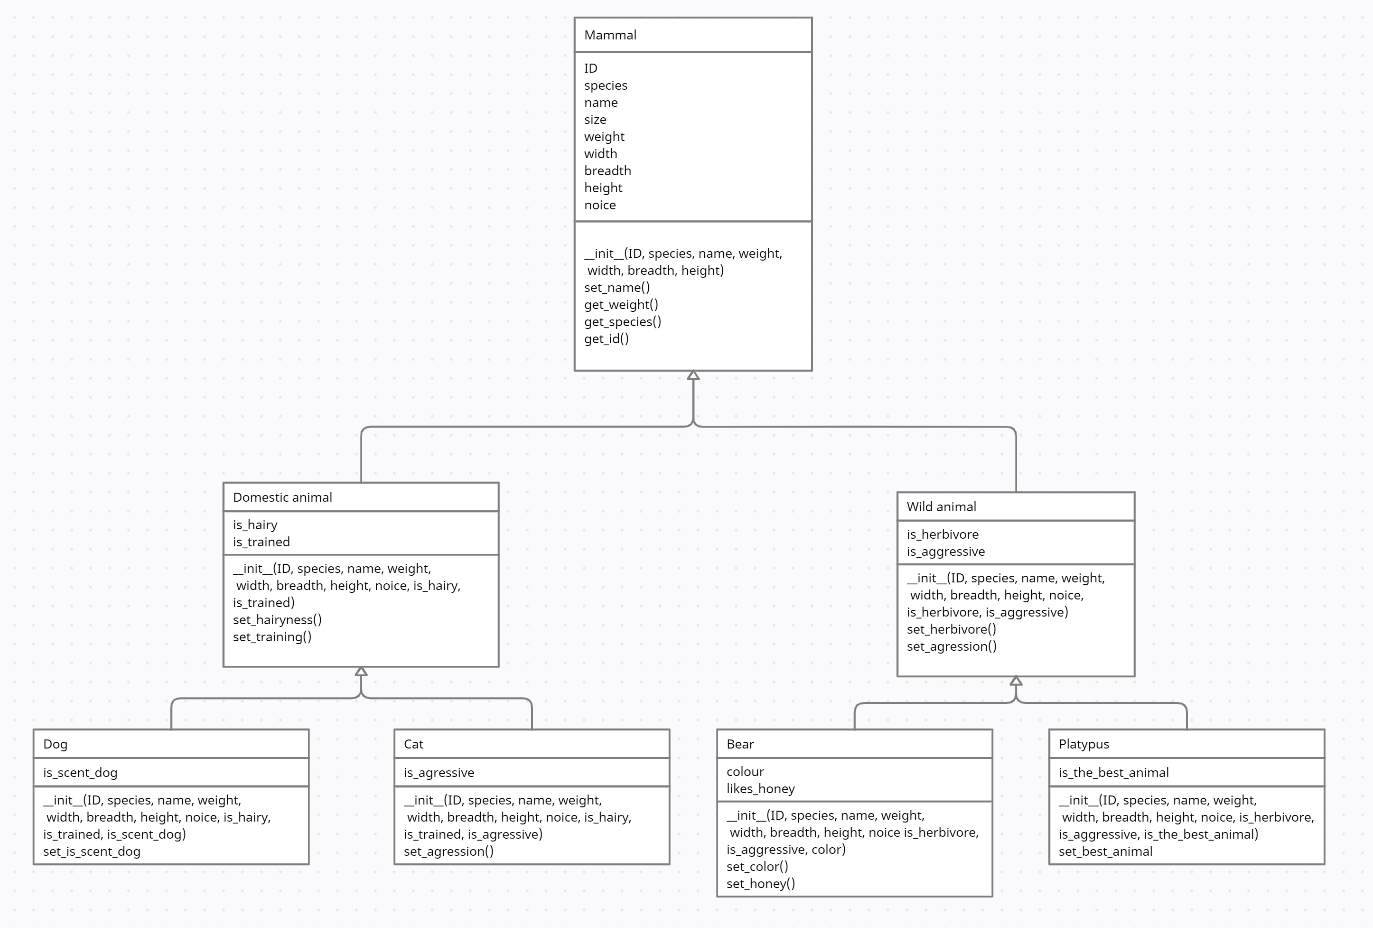 Mammal
ID
species
name
size
weight
width
breadth
height
noice
__init__(ID, species, name, weight,
width, breadth, height)
set_name()
get_weight()
get_species()
get_id()
Domestic animal
is_hairy
is_trained
__init__(ID, species, name, weight,
width, breadth, height, noice, is_hairy,
is_trained)
set_hairyness()
set_training()
Wild animal
is_herbivore
is_aggressive
__init__(ID, species, name, weight,
width, breadth, height, noice,
is_herbivore, is_aggressive)
set_herbivore()
set_agression()
Dog
is_scent_dog
__init__(ID, species, name, weight,
width, breadth, height, noice, is_hairy,
is_trained, is_scent_dog)
set_is_scent_dog
Cat
is_agressive
__init__(ID, species, name, weight,
width, breadth, height, noice, is_hairy,
is_trained, is_agressive)
set_agression()
Bear
colour
likes_honey
__init__(ID, species, name, weight,
width, breadth, height, noice is_herbivore,
is_aggressive, color)
set_color()
set_honey()
Platypus
is_the_best_animal
__init__(ID, species, name, weight,
width, breadth, height, noice, is_herbivore,
is_aggressive, is_the_best_animal)
set_best_animal